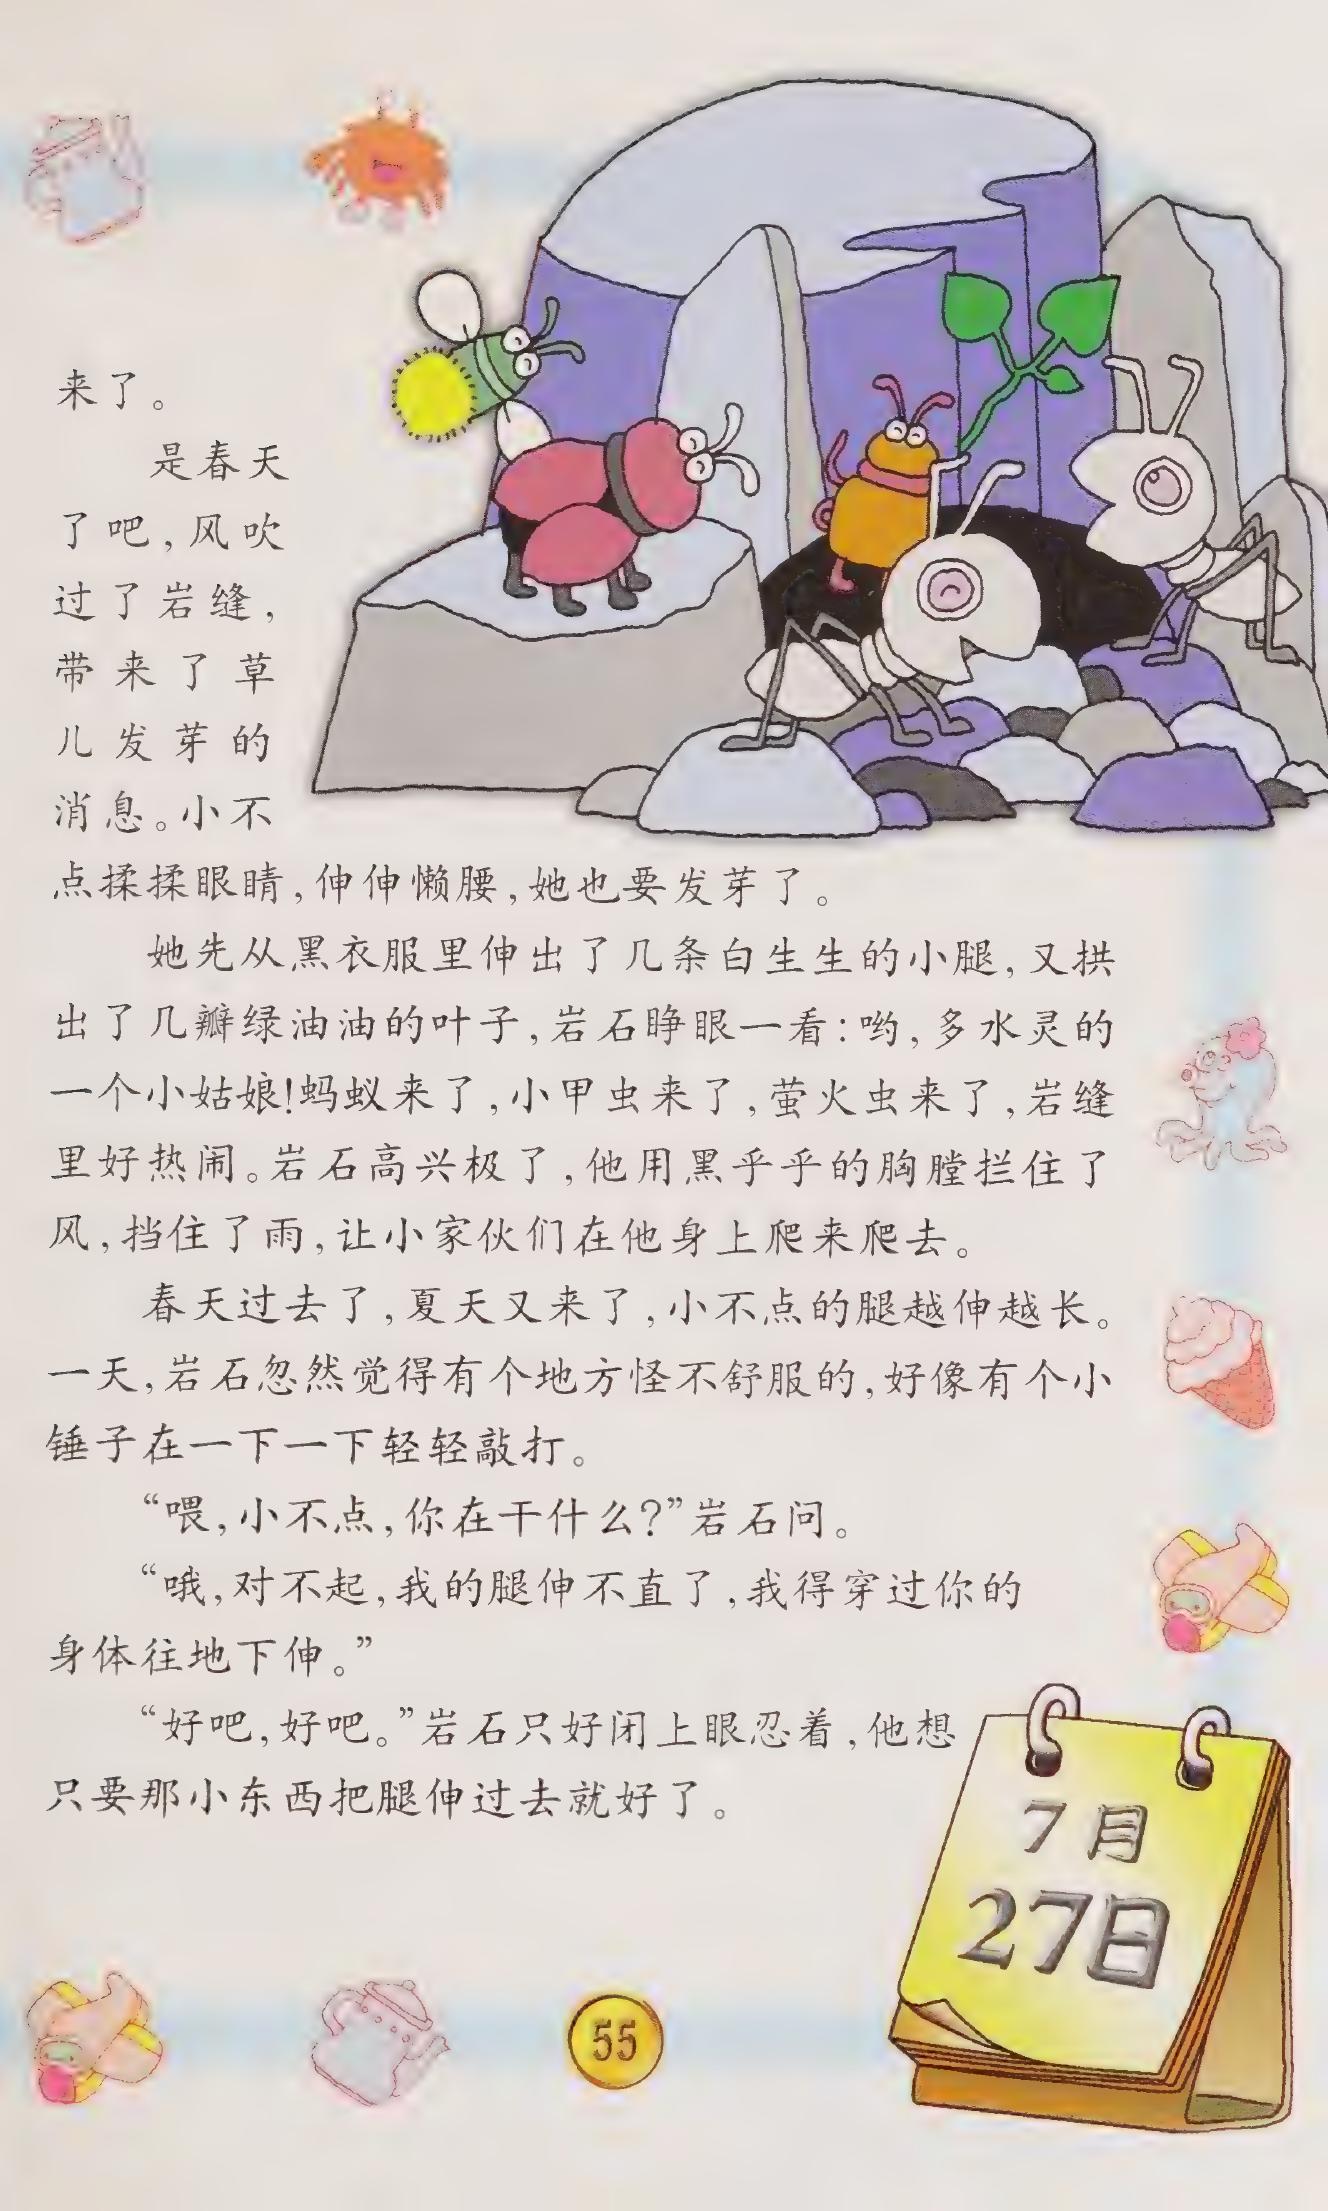 来了。
是春天
了吧,风吹
过了岩缝,
带来了草
儿发芽的
消息。小不
点揉揉眼睛,伸伸懒腰,她也要发芽了。
她先从黑衣服里伸出了几条白生生的小腿,又拱
出了几瓣绿油油的叶子,岩石睁眼一看:哟,多水灵的
一个小姑娘!蚂蚁来了,小甲虫来了,萤火虫来了,岩缝
里好热闹。岩石高兴极了,他用黑乎乎的胸膛拦住了
风,挡住了雨,让小家伙们在他身上爬来爬去。
春天过去了,夏天又来了,小不点的腿越伸越长。
一天,岩石忽然觉得有个地方怪不舒服的,好像有个小
锤子在一下一下轻轻敲打。
“喂,小不点,你在干什么?”岩石问。
“哦,对不起,我的腿伸不直了,我得穿过你的
身体往地下伸。”
“好吧,好吧。”岩石只好闭上眼忍着,他想
只要那小东西把腿伸过去就好了。
7月
27日
55